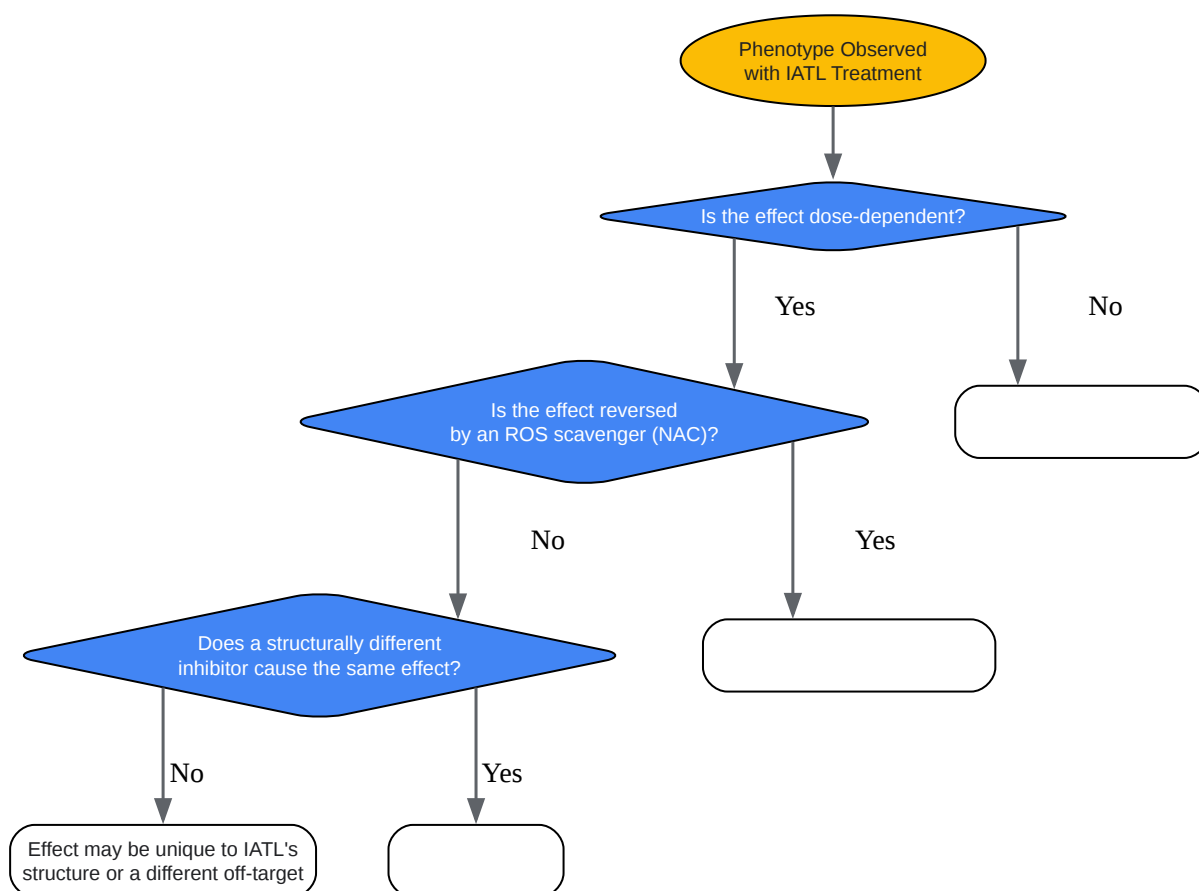 Phenotype Observed
with IATL Treatment
Is the effect dose-dependent?
Yes
No
Is the effect reversed
by an ROS scavenger (NAC)?
No
Yes
Does a structurally different
inhibitor cause the same effect?
No
Yes
Effect may be unique to IATL's
structure or a different off-target